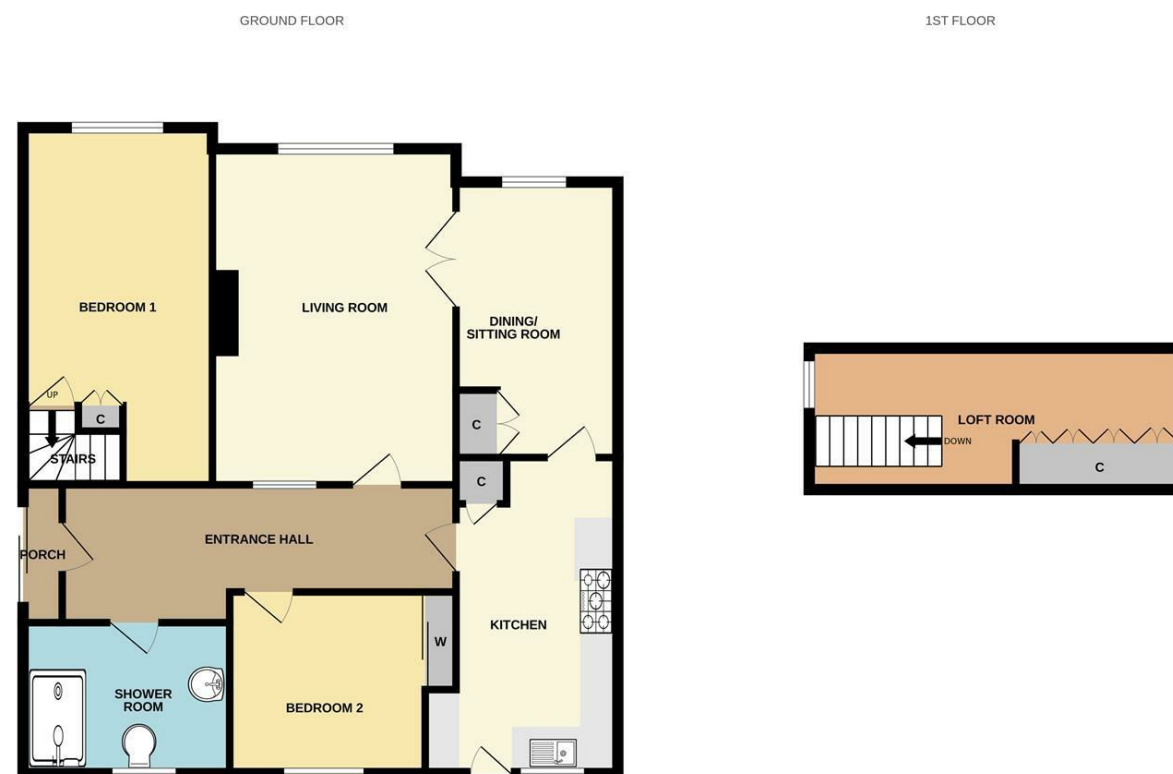 GROUND FLOOR
1ST FLOOR
BEDROOM 1
LIVING ROOM
DINING/
SITTING ROOM
UP
C
STAIRS
C
C
PORCH
ENTRANCE HALL
KITCHEN
W
SHOWER
ROOM
BEDROOM 2
LOFT ROOM
DOWN
C